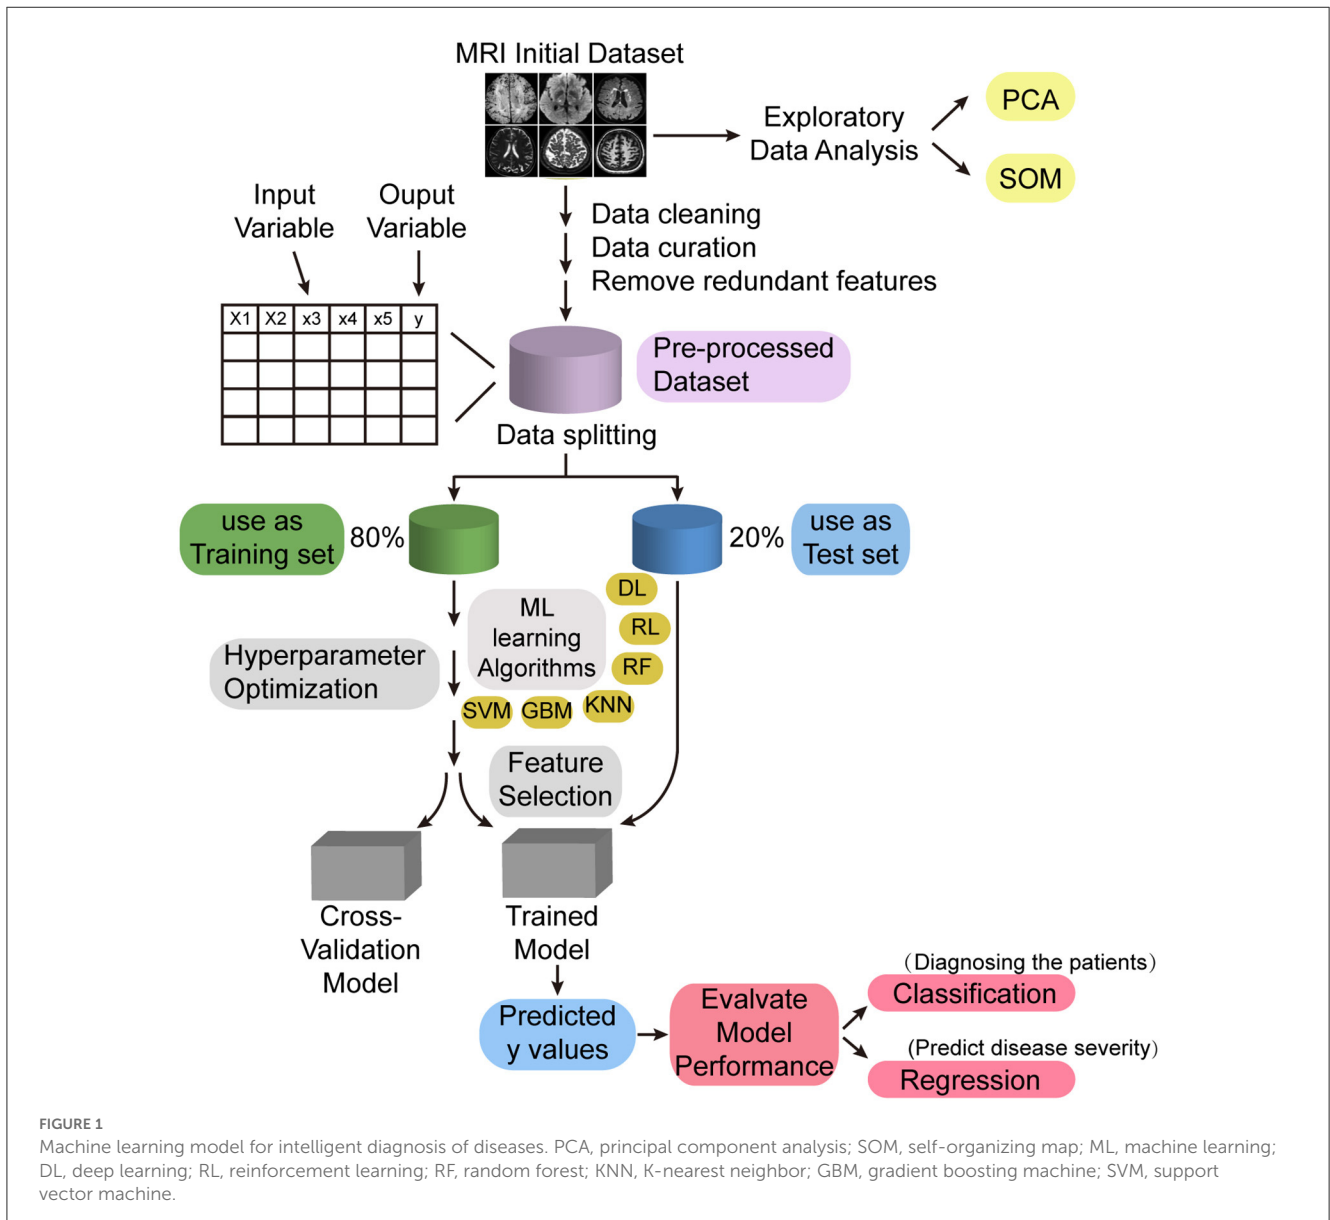 MRI Initial Dataset
Exploratory
Data Analysis
PCA
SOM
Input
Variable
Ouput
Variable
Data cleaning
Data curation
Remove redundant features
X1 X2 x3 x4 x5 y
Pre-processed
Dataset
Data splitting
use as
Training set
80%
20%
use as
Test set
ML
learning
Algorithms
DL
RL
RF
KNN
GBM
SVM
Hyperparameter
Optimization
Feature
Selection
Cross-
Validation
Model
Trained
Model
Predicted
y values
Evalvate
Model
Performance
(Diagnosing the patients)
Classification
(Predict disease severity)
Regression
FIGURE 1
Machine learning model for intelligent diagnosis of diseases. PCA, principal component analysis; SOM, self-organizing map; ML, machine learning;
DL, deep learning; RL, reinforcement learning; RF, random forest; KNN, K-nearest neighbor; GBM, gradient boosting machine; SVM, support
vector machine.